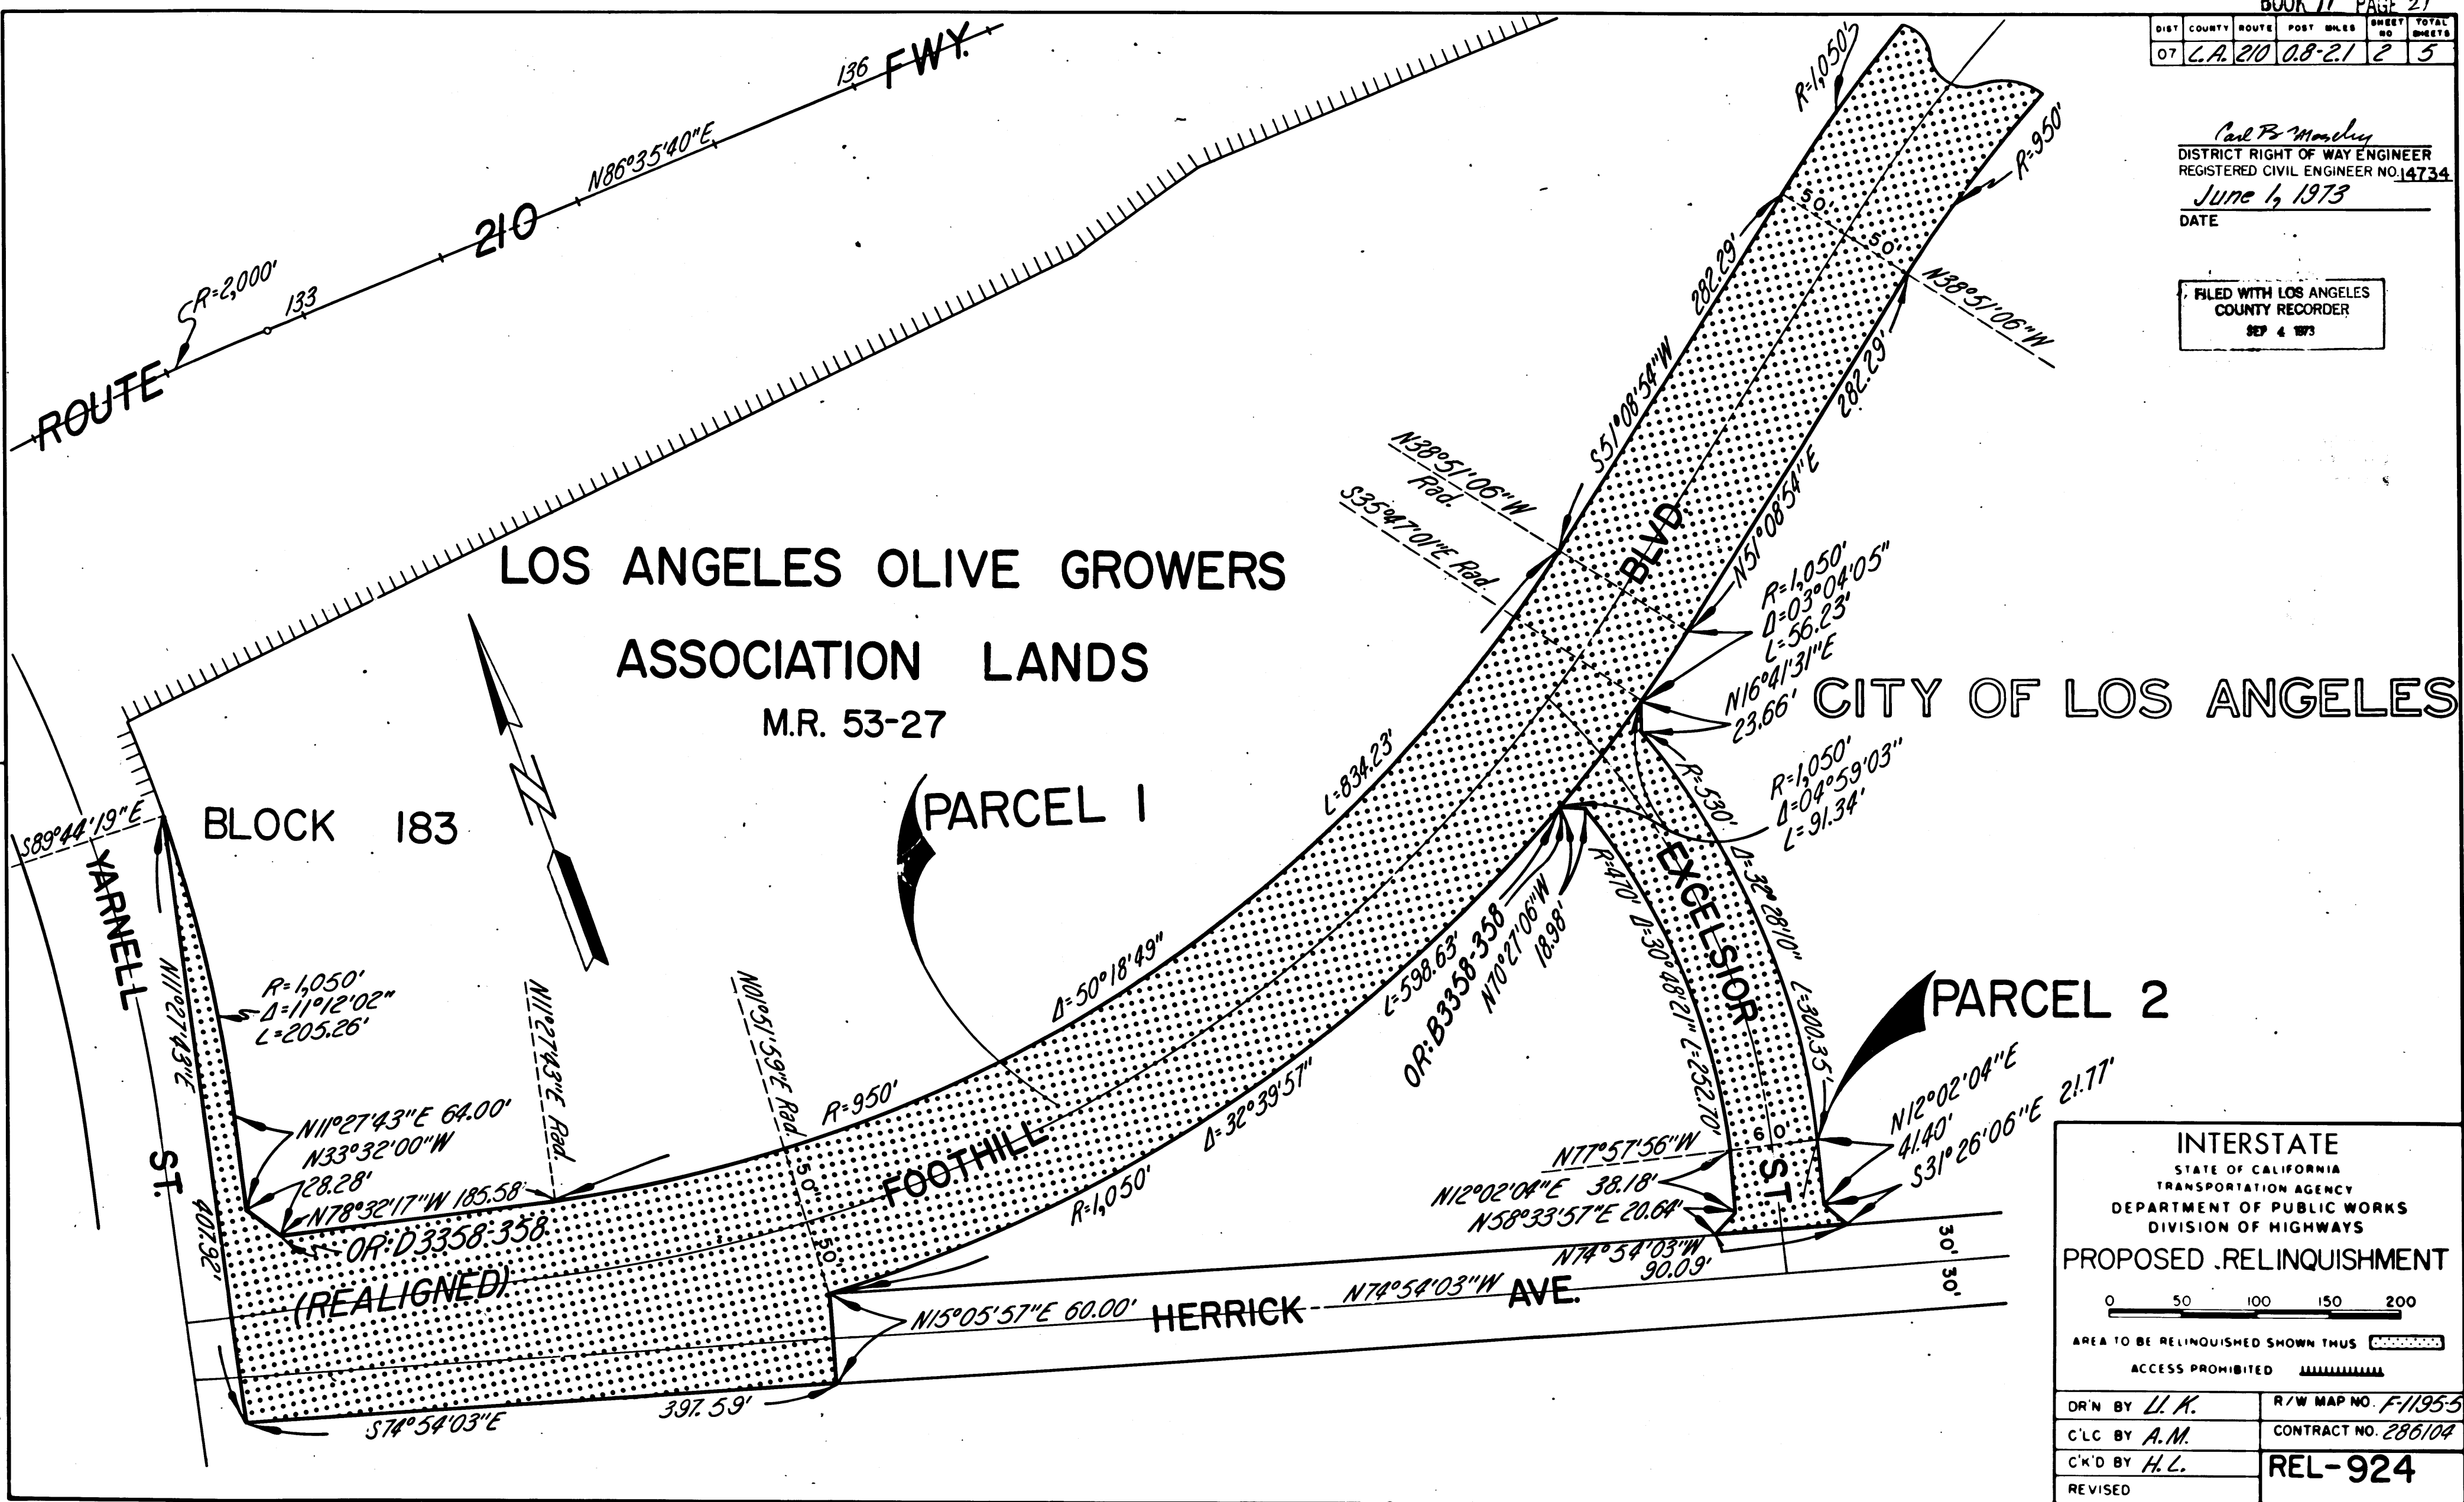 BOOK 11 PAGE 21
DIST COUNTY ROUTE POST MILES SHEET NO TOTAL SHEETS
07 L.A. 210 0.8-2.1 2 5
DISTRICT RIGHT OF WAY ENGINEER
REGISTERED CIVIL ENGINEER NO. 14734
June 1, 1973
DATE
FILED WITH LOS ANGELES
COUNTY RECORDER
SEP 4 1973
ROUTE 210 FWY.
R=2,000'
133
N86°35'40"E
136
R=1,050'
R=950'
50'
50'
N38°51'06"W
282.29'
S51°08'54"W
282.29'
N51°08'54"E
N38°51'06"W
Rad.
S35°47'01"E Rad.
BLVD.
R=1,050'
Δ=03°04'05"
L=56.23'
N16°41'31"E
23.66'
R=1,050'
Δ=04°59'03"
L=91.34'
LOS ANGELES OLIVE GROWERS
ASSOCIATION LANDS
M.R. 53-27
CITY OF LOS ANGELES
N
BLOCK 183
PARCEL 1
S89°44'19"E
YARNELL ST.
N11°27'43"E
407.92'
R=1,050'
Δ=11°12'02"
L=205.26'
N11°27'43"E 64.00'
N33°32'00"W
28.28'
N78°32'17"W 185.58'
OR: D3358-358
(REALIGNED)
N11°27'43"E Rad.
N01°51'59"E Rad.
50'
50'
R=950'
Δ=50°18'49"
L=834.23'
FOOTHILL
R=1,050'
Δ=32°39'57"
L=598.63'
OR: B3358-358
N70°27'06"W
18.98'
R=530'
Δ=32°28'10"
L=300.35'
R=470'
Δ=30°48'21" L=252.70'
EXCELSIOR ST
60'
PARCEL 2
N12°02'04"E
41.40'
S31°26'06"E 21.77'
N77°57'56"W
N12°02'04"E 38.18'
N58°33'57"E 20.64'
N74°54'03"W
90.09'
N15°05'57"E 60.00'
HERRICK AVE.
N74°54'03"W
30'
30'
S74°54'03"E
397.59'
INTERSTATE
STATE OF CALIFORNIA
TRANSPORTATION AGENCY
DEPARTMENT OF PUBLIC WORKS
DIVISION OF HIGHWAYS
PROPOSED RELINQUISHMENT
0 50 100 150 200
AREA TO BE RELINQUISHED SHOWN THUS
ACCESS PROHIBITED
DR'N BY U.K.
R/W MAP NO. F-1195-5
C'LC BY A.M.
CONTRACT NO. 286104
C'K'D BY H.L.
REL-924
REVISED